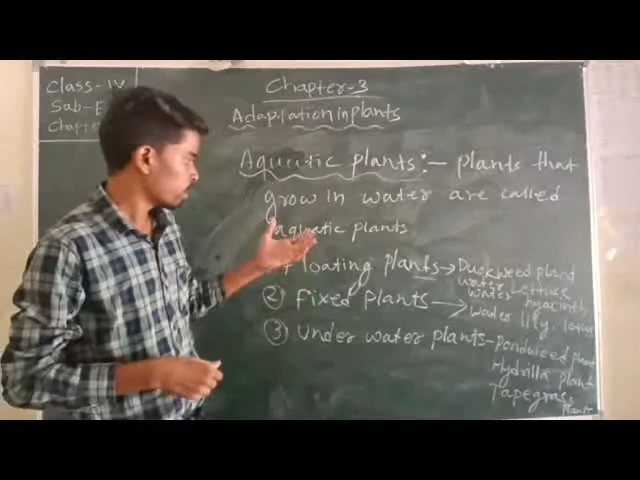 Class-IV
Sub-E
Chapter
Chapter-3
Adaptation in plants
Aquatic plants:- plants that
grow in water are called
aquatic plants
Floating plants → Duckweed plant
water Lettuce
water hyacinth
② Fixed plants → water lily, lotus
③ Under water plants - pondweed plant
Hydrilla plant
Tapegrass
plant